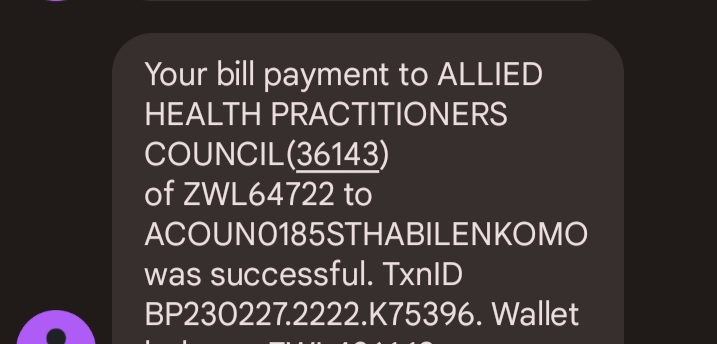 Your bill payment to ALLIED
HEALTH PRACTITIONERS
COUNCIL(36143)
of ZWL64722 to
ACOUN0185STHABILENKOMO
was successful. TxnID
BP230227.2222.K75396. Wallet